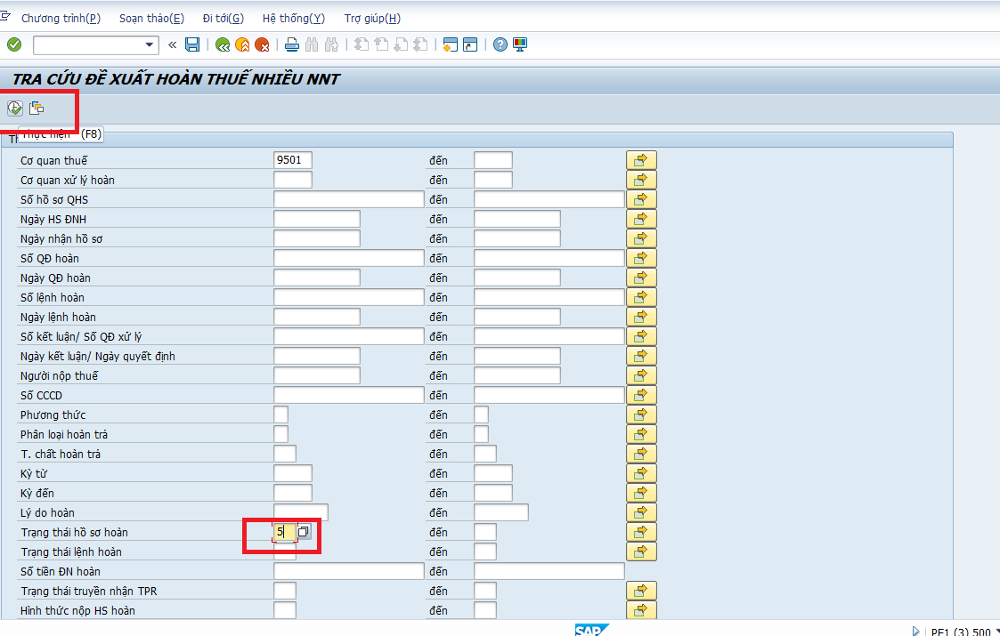 Chương trình(P) Soạn thảo(E) Đi tới(G) Hệ thống(Y) Trợ giúp(H)
TRA CỨU ĐỀ XUẤT HOÀN THUẾ NHIỀU NNT
Thực hiện (F8)
Cơ quan thuế 9501 đến
Cơ quan xử lý hoàn đến
Số hồ sơ QHS đến
Ngày HS ĐNH đến
Ngày nhận hồ sơ đến
Số QĐ hoàn đến
Ngày QĐ hoàn đến
Số lệnh hoàn đến
Ngày lệnh hoàn đến
Số kết luận/ Số QĐ xử lý đến
Ngày kết luận/ Ngày quyết định đến
Người nộp thuế đến
Số CCCD đến
Phương thức đến
Phân loại hoàn trả đến
T. chất hoàn trả đến
Kỳ từ đến
Kỳ đến đến
Lý do hoàn đến
Trạng thái hồ sơ hoàn 5 đến
Trạng thái lệnh hoàn đến
Số tiền ĐN hoàn đến
Trạng thái truyền nhận TPR đến
Hình thức nộp HS hoàn đến
SAP PE1 (3) 500